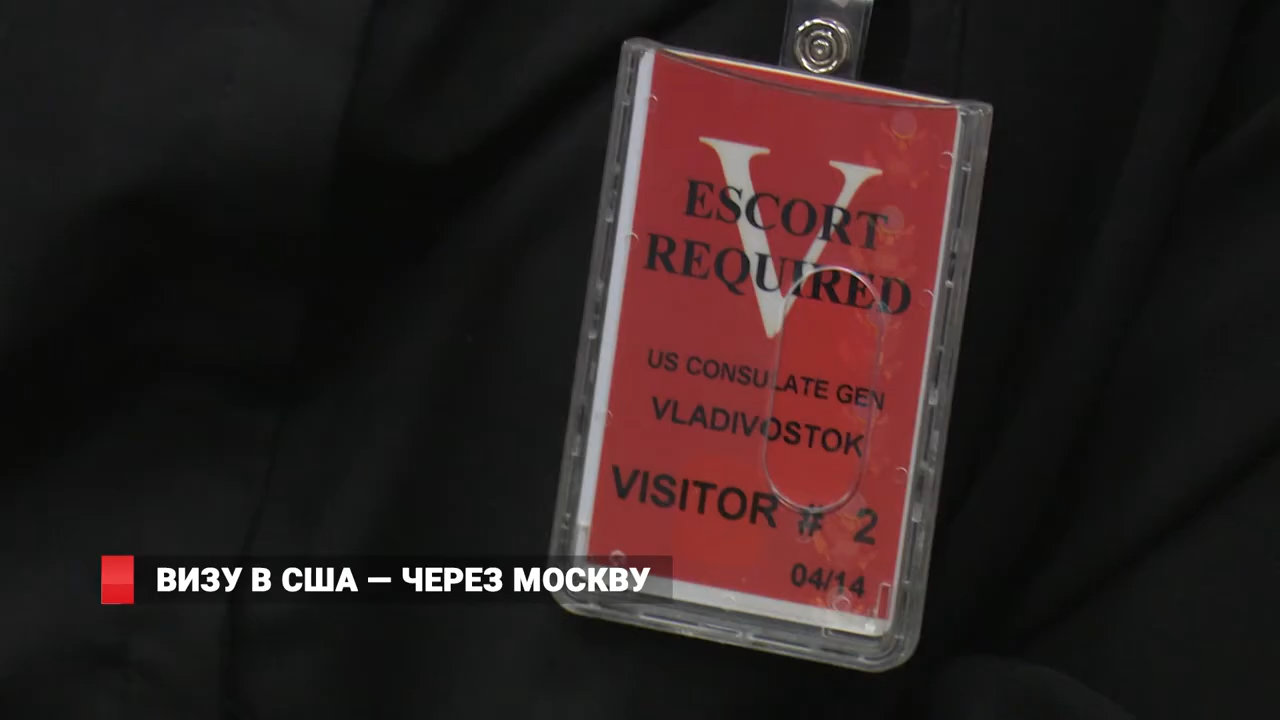 V
ESCORT
REQUIRED
US CONSULATE GEN
VLADIVOSTOK
VISITOR # 2
04/14
ВИЗУ В США — ЧЕРЕЗ МОСКВУ